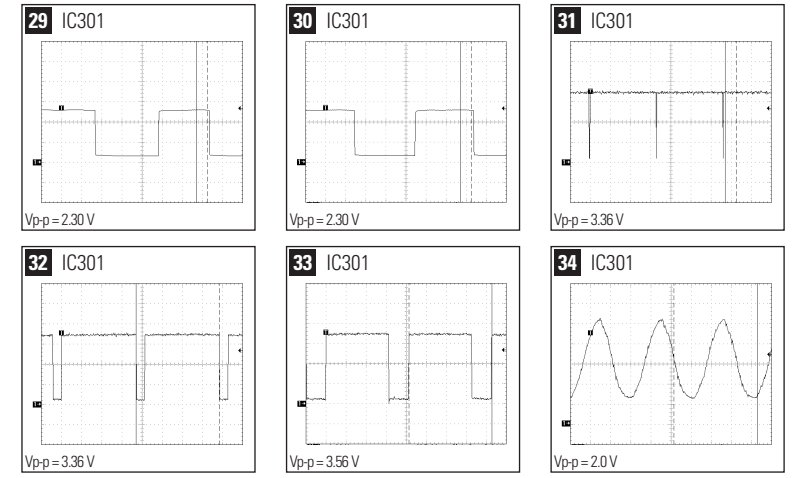 29 IC301
30 IC301
31 IC301
Vp-p = 2.30 V
Vp-p = 2.30 V
Vp-p = 3.36 V
32 IC301
33 IC301
34 IC301
Vp-p = 3.36 V
Vp-p = 3.56 V
Vp-p = 2.0 V